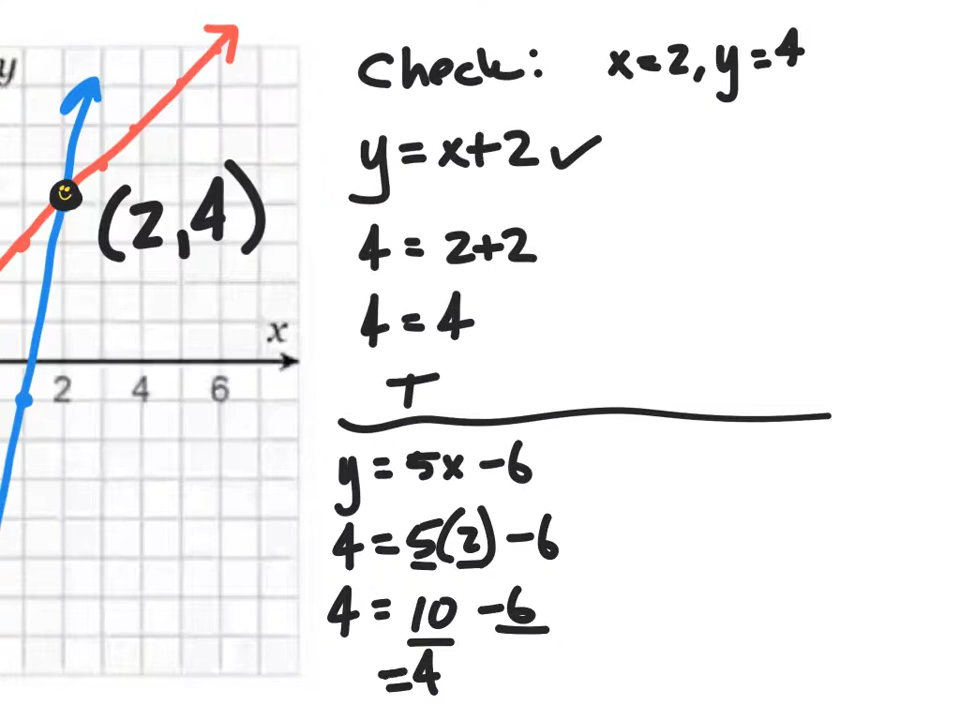 y
(2,4)
x
2 4 6
Check: x=2, y=4
y=x+2 ✓
4 = 2+2
4 = 4
T
y = 5x -6
4 = 5(2) -6
4 = 10 -6
=4